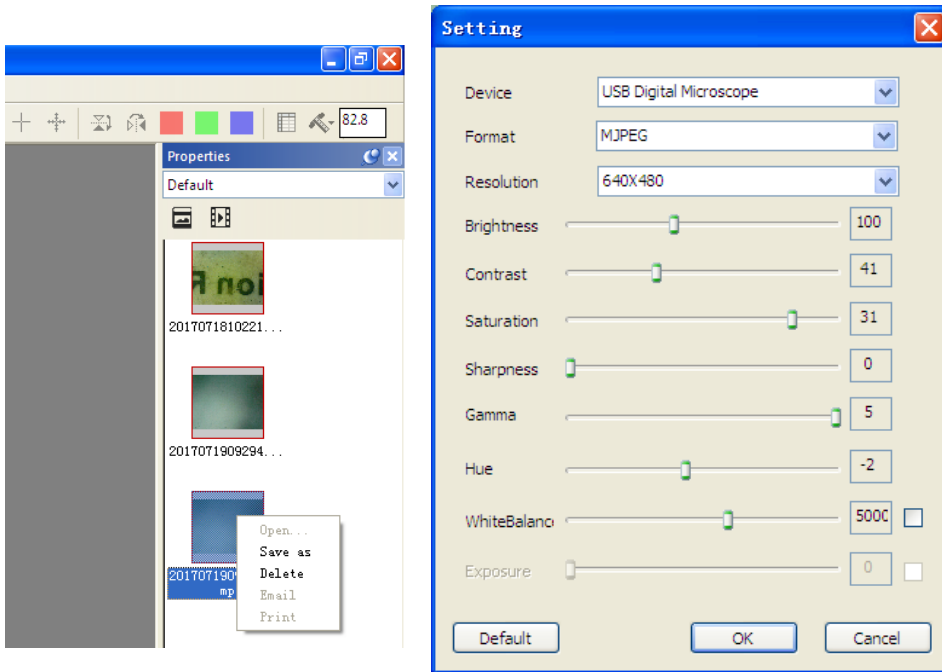 82.8
Properties
Default
ion R
2017071810221...
2017071909294...
Open...
Save as
Delete
Email
Print
201707190
mp
Setting
Device
USB Digital Microscope
Format
MJPEG
Resolution
640X480
Brightness
100
Contrast
41
Saturation
31
Sharpness
0
Gamma
5
Hue
-2
WhiteBalanc
5000
Exposure
0
Default
OK
Cancel